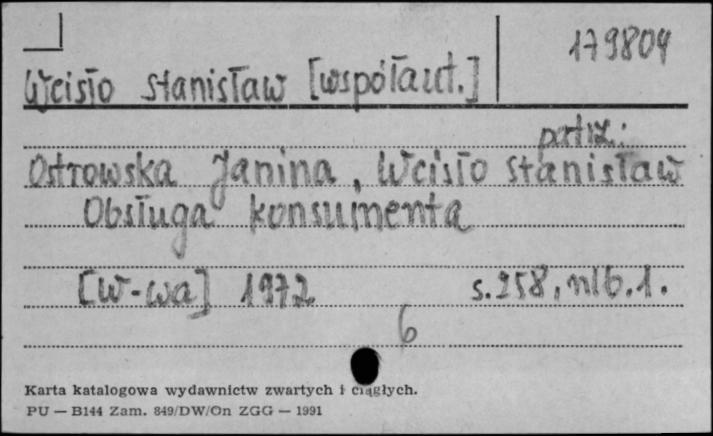 179804
Wcisło Stanisław [współaut.]
patrz:
Ostrowska Janina, Wcisło Stanisław
Obsługa konsumenta
[W-wa] 1972 s.258, nlb.1.
6
Karta katalogowa wydawnictw zwartych i ciągłych.
PU — B144 Zam. 849/DW/On ZGG — 1991